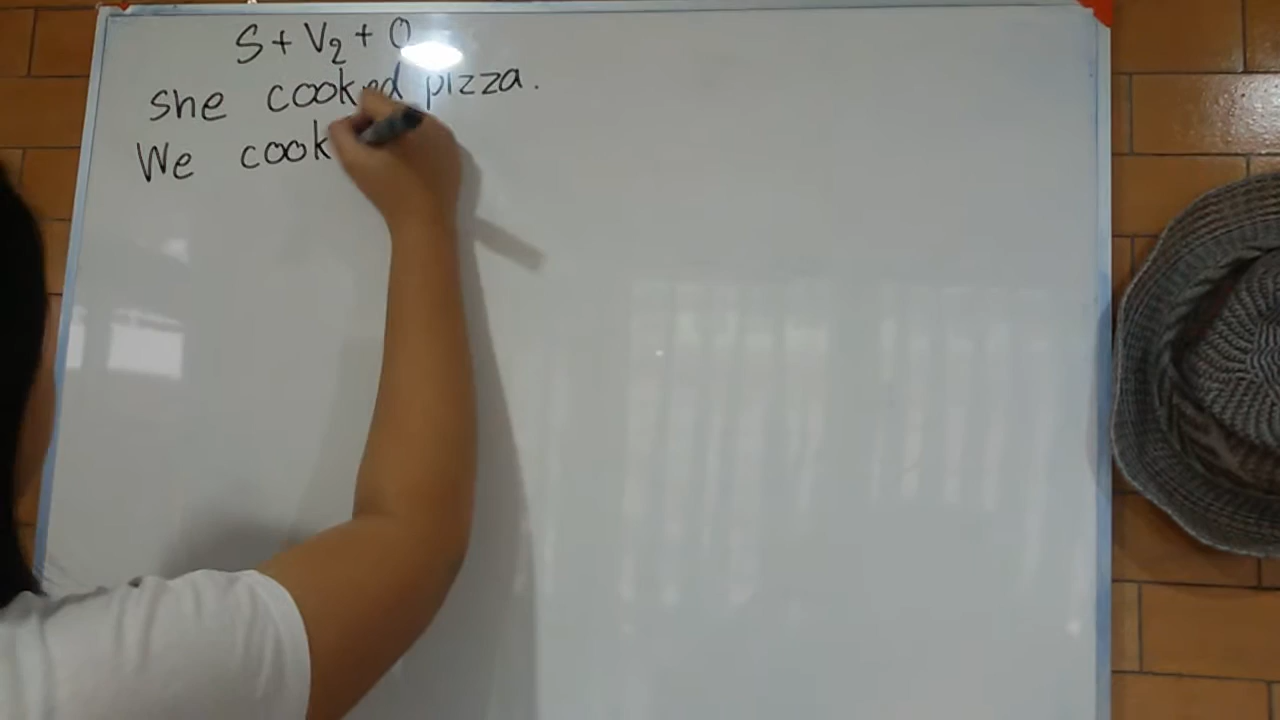 S + V₂ + O
She cooked pizza.
We cook